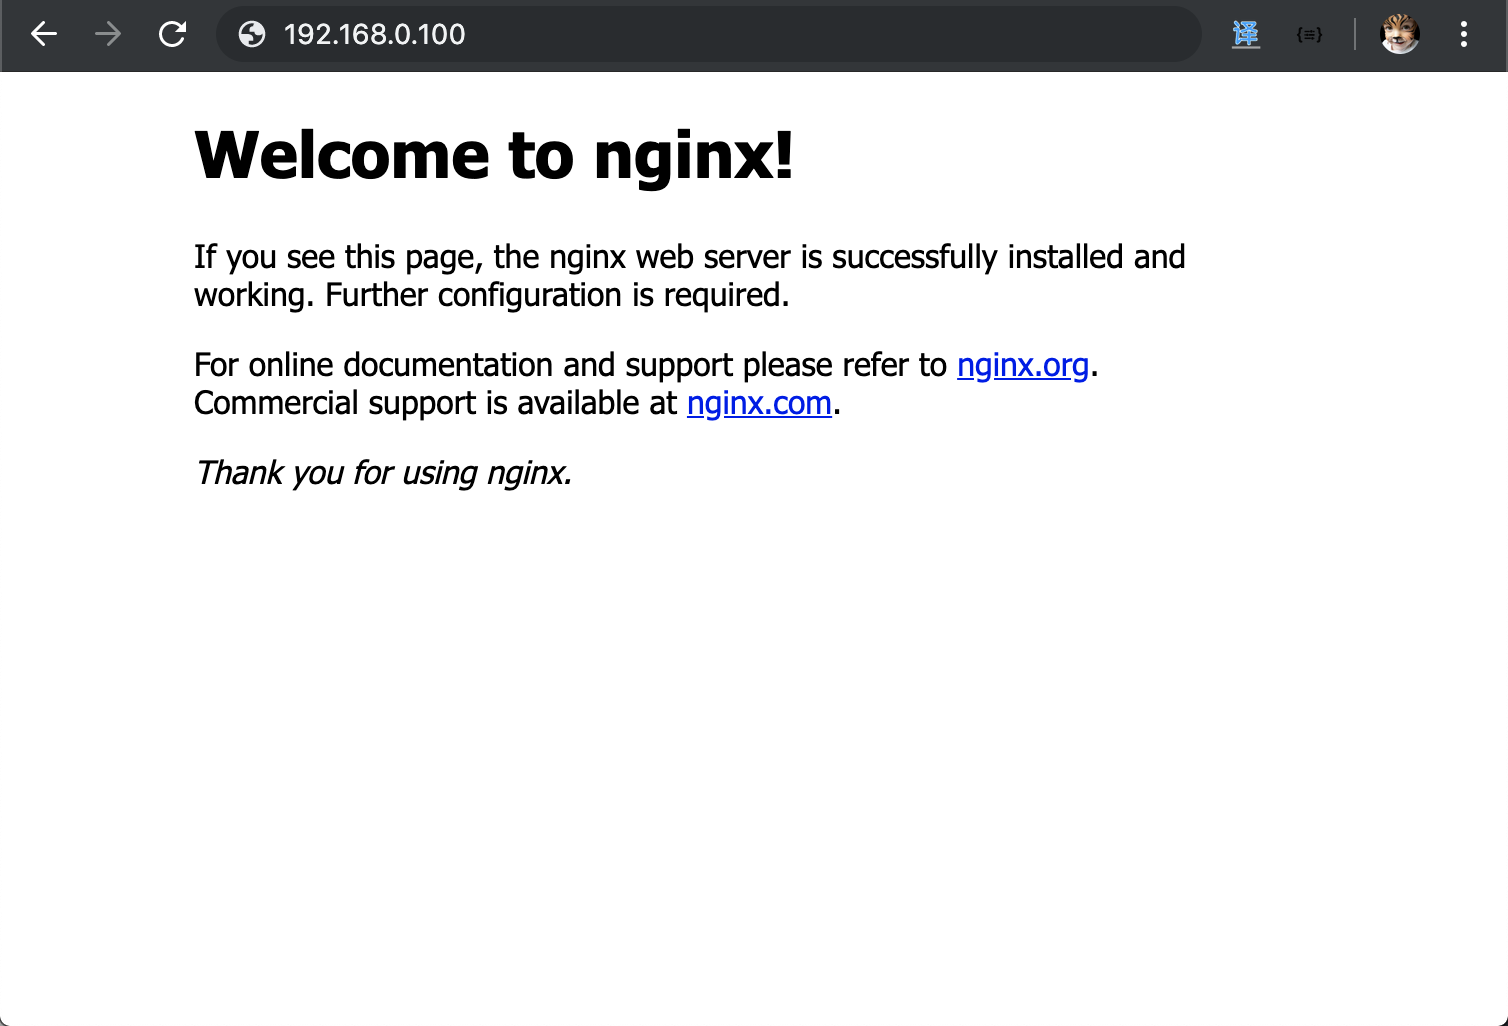 192.168.0.100
译 {≡}
Welcome to nginx!
If you see this page, the nginx web server is successfully installed and
working. Further configuration is required.
For online documentation and support please refer to nginx.org.
Commercial support is available at nginx.com.
Thank you for using nginx.